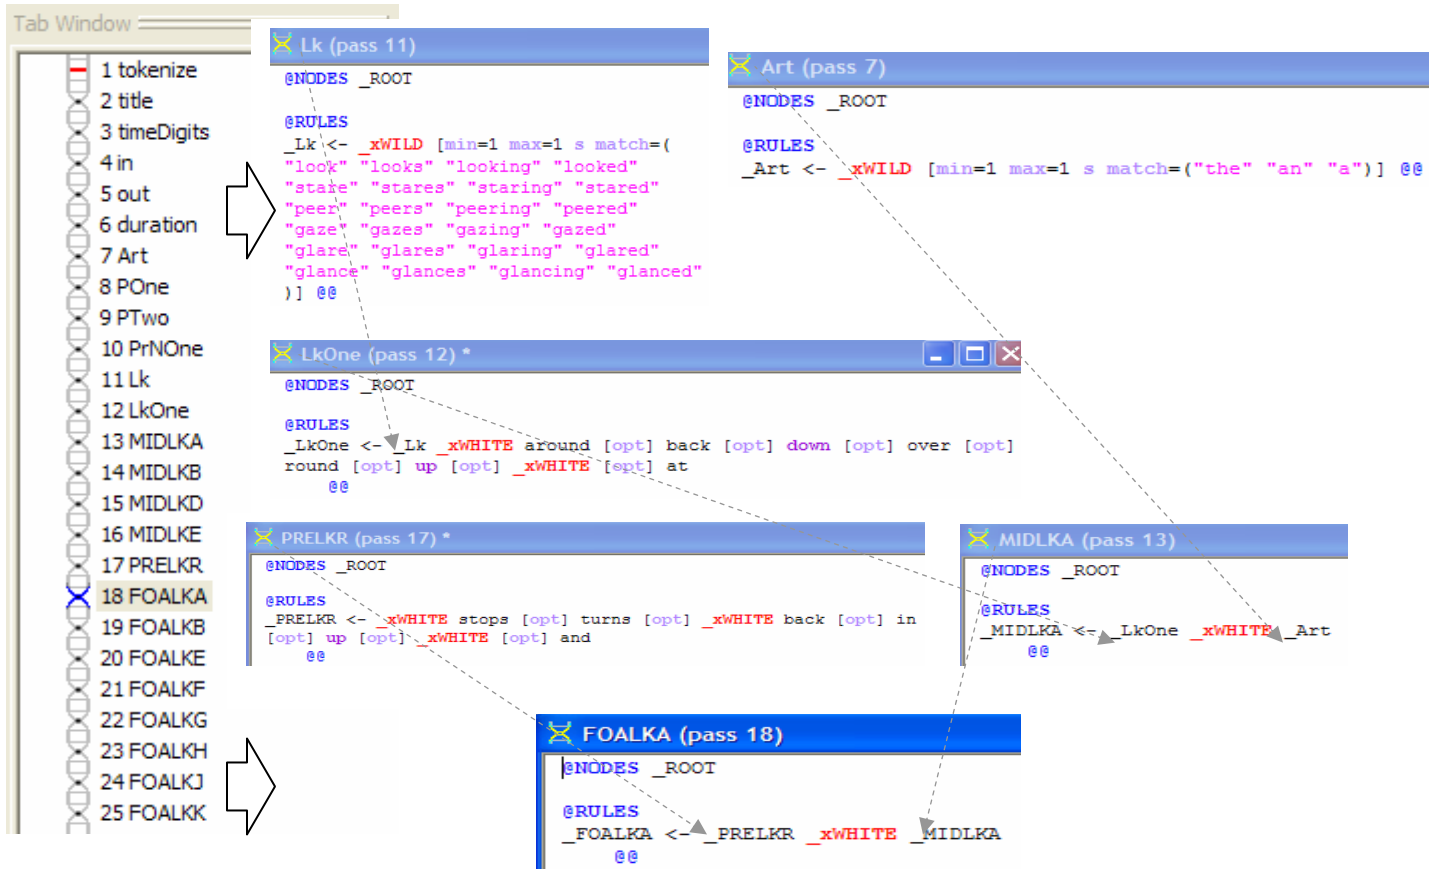 Tab Window
1 tokenize
2 title
3 timeDigits
4 in
5 out
6 duration
7 Art
8 POne
9 PTwo
10 PrNOne
11 Lk
12 LkOne
13 MIDLKA
14 MIDLKB
15 MIDLKD
16 MIDLKE
17 PRELKR
18 FOALKA
19 FOALKB
20 FOALKE
21 FOALKF
22 FOALKG
23 FOALKH
24 FOALKJ
25 FOALKK
Lk (pass 11)
@NODES _ROOT
@RULES
_Lk <- _xWILD [min=1 max=1 s match=(
"look" "looks" "looking" "looked"
"stare" "stares" "staring" "stared"
"peer" "peers" "peering" "peered"
"gaze" "gazes" "gazing" "gazed"
"glare" "glares" "glaring" "glared"
"glance" "glances" "glancing" "glanced"
)] @@
Art (pass 7)
@NODES _ROOT
@RULES
_Art <- _xWILD [min=1 max=1 s match=("the" "an" "a")] @@
LkOne (pass 12) *
@NODES _ROOT
@RULES
_LkOne <- _Lk _xWHITE around [opt] back [opt] down [opt] over [opt]
round [opt] up [opt] _xWHITE [opt] at
@@
PRELKR (pass 17) *
@NODES _ROOT
@RULES
_PRELKR <- _xWHITE stops [opt] turns [opt] _xWHITE back [opt] in
[opt] up [opt] _xWHITE [opt] and
@@
MIDLKA (pass 13)
@NODES _ROOT
@RULES
_MIDLKA <- _LkOne _xWHITE _Art
@@
FOALKA (pass 18)
@NODES _ROOT
@RULES
_FOALKA <- _PRELKR _xWHITE _MIDLKA
@@